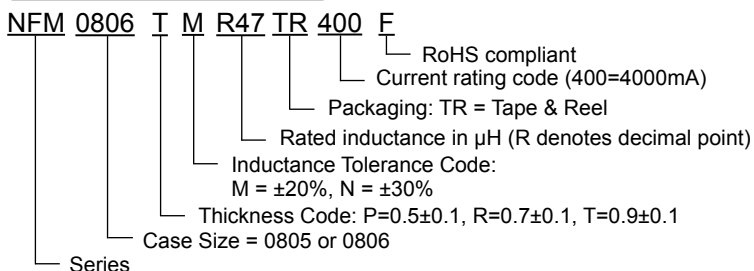 NFM 0806 T M R47 TR 400 F
RoHS compliant
Current rating code (400=4000mA)
Packaging: TR = Tape & Reel
Rated inductance in µH (R denotes decimal point)
Inductance Tolerance Code:
M = ±20%, N = ±30%
Thickness Code: P=0.5±0.1, R=0.7±0.1, T=0.9±0.1
Case Size = 0805 or 0806
Series